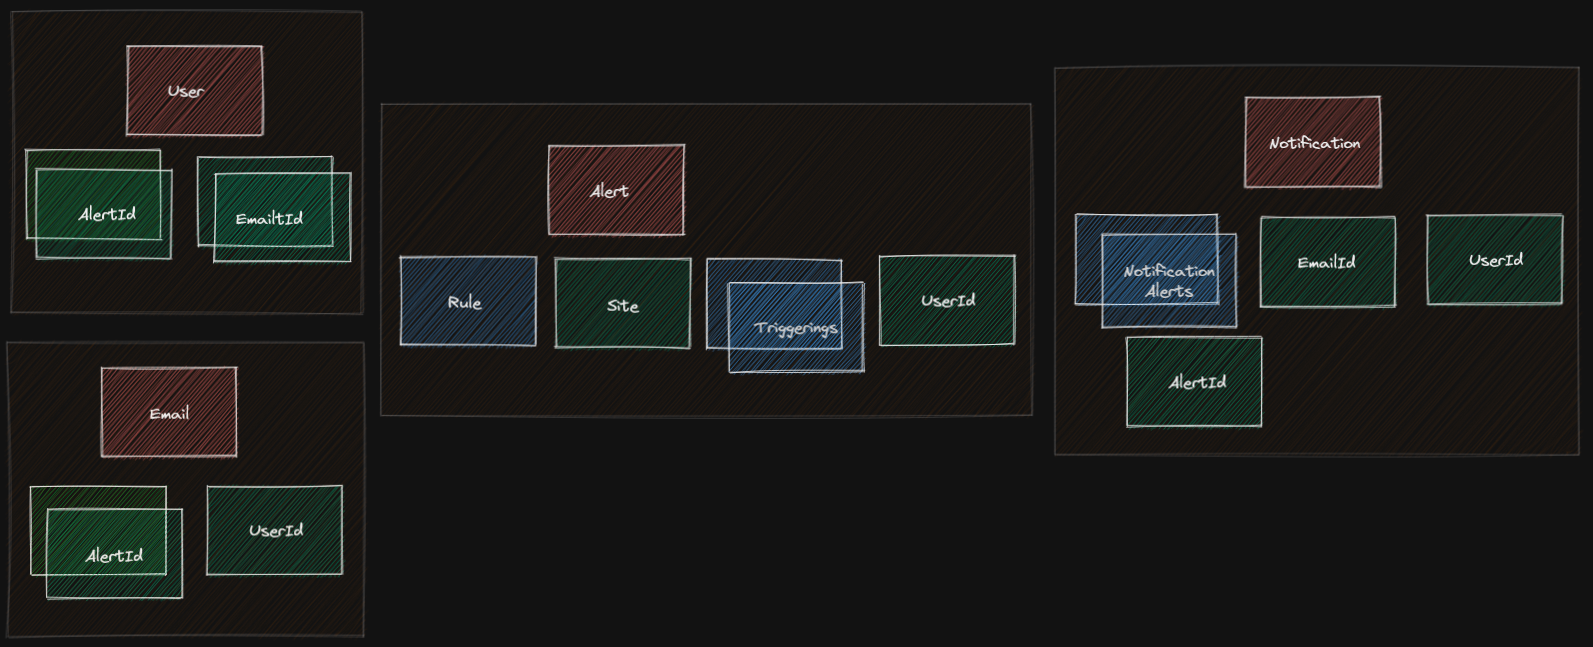 User
AlertId
EmailtId
Email
AlertId
UserId
Alert
Rule
Site
Triggerings
UserId
Notification
Notification
Alerts
EmailId
UserId
AlertId